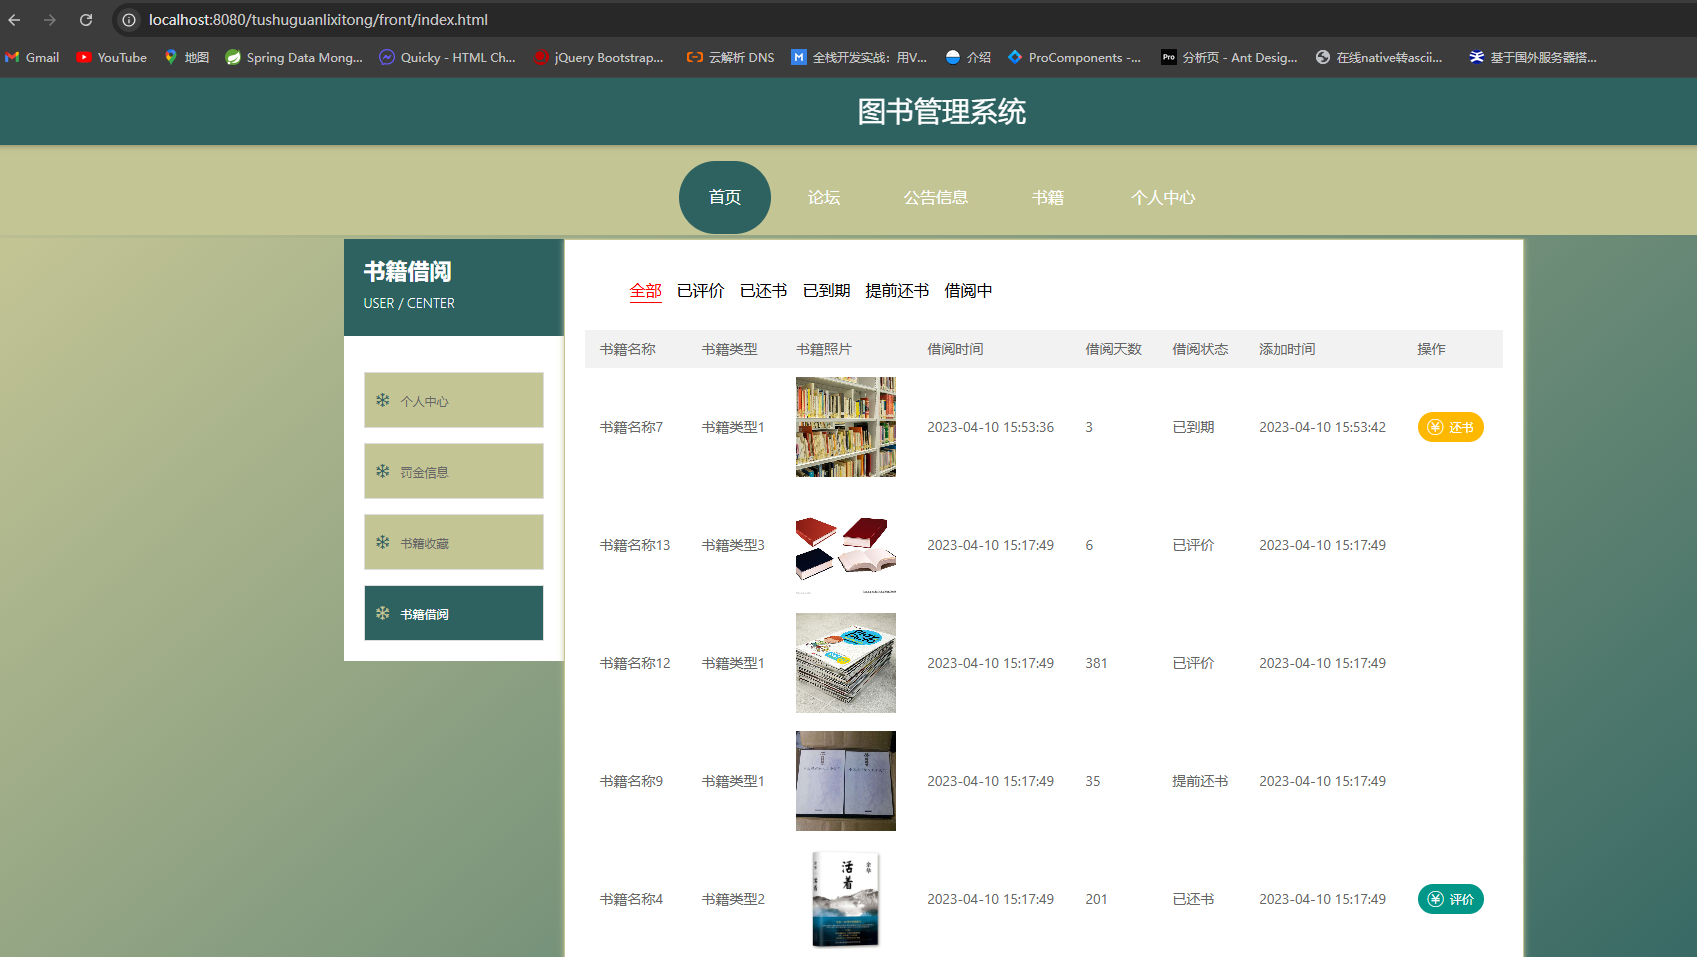 localhost:8080/tushuguanlixitong/front/index.html
Gmail YouTube 地图 Spring Data Mong... Quicky - HTML Ch... jQuery Bootstrap... 云解析 DNS 全栈开发实战：用V... 介绍 ProComponents -... Pro 分析页 - Ant Desig... 在线native转ascii... 基于国外服务器搭...
图书管理系统
首页 论坛 公告信息 书籍 个人中心
书籍借阅
USER / CENTER
个人中心
罚金信息
书籍收藏
书籍借阅
全部 已评价 已还书 已到期 提前还书 借阅中
书籍名称 书籍类型 书籍照片 借阅时间 借阅天数 借阅状态 添加时间 操作
书籍名称7 书籍类型1 2023-04-10 15:53:36 3 已到期 2023-04-10 15:53:42 还书
书籍名称13 书籍类型3 2023-04-10 15:17:49 6 已评价 2023-04-10 15:17:49
书籍名称12 书籍类型1 2023-04-10 15:17:49 381 已评价 2023-04-10 15:17:49
书籍名称9 书籍类型1 2023-04-10 15:17:49 35 提前还书 2023-04-10 15:17:49
书籍名称4 书籍类型2 活着 余华 2023-04-10 15:17:49 201 已还书 2023-04-10 15:17:49 评价